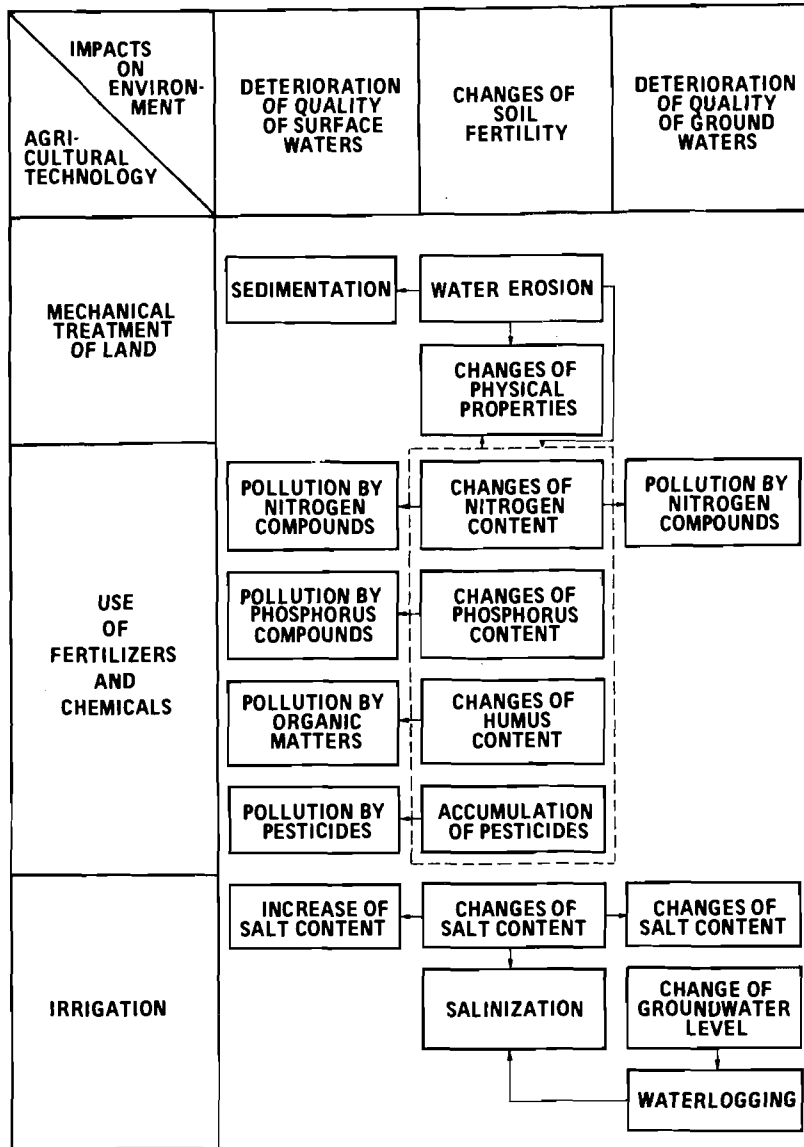 IMPACTS
ON
ENVIRON-
MENT
AGRI-
CULTURAL
TECHNOLOGY
DETERIORATION
OF QUALITY
OF SURFACE
WATERS
CHANGES OF
SOIL
FERTILITY
DETERIORATION
OF QUALITY
OF GROUND
WATERS
MECHANICAL
TREATMENT
OF LAND
SEDIMENTATION
WATER EROSION
CHANGES OF
PHYSICAL
PROPERTIES
USE
OF
FERTILIZERS
AND
CHEMICALS
POLLUTION BY
NITROGEN
COMPOUNDS
CHANGES OF
NITROGEN
CONTENT
POLLUTION BY
NITROGEN
COMPOUNDS
POLLUTION BY
PHOSPHORUS
COMPOUNDS
CHANGES OF
PHOSPHORUS
CONTENT
POLLUTION BY
ORGANIC
MATTERS
CHANGES OF
HUMUS
CONTENT
POLLUTION BY
PESTICIDES
ACCUMULATION
OF PESTICIDES
IRRIGATION
INCREASE OF
SALT CONTENT
CHANGES OF
SALT CONTENT
CHANGES OF
SALT CONTENT
SALINIZATION
CHANGE OF
GROUNDWATER
LEVEL
WATERLOGGING